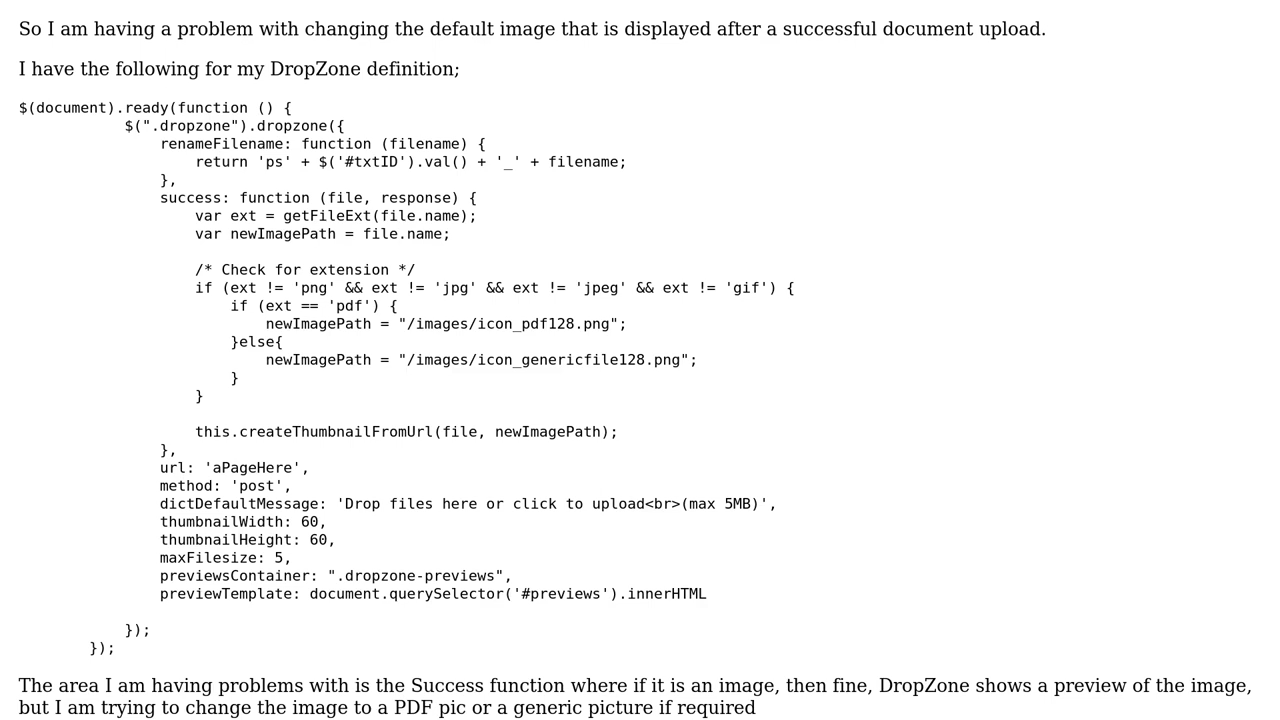 So I am having a problem with changing the default image that is displayed after a successful document upload.
I have the following for my DropZone definition;
$(document).ready(function () {
            $(".dropzone").dropzone({
                renameFilename: function (filename) {
                    return 'ps' + $('#txtID').val() + '_' + filename;
                },
                success: function (file, response) {
                    var ext = getFileExt(file.name);
                    var newImagePath = file.name;

                    /* Check for extension */
                    if (ext != 'png' && ext != 'jpg' && ext != 'jpeg' && ext != 'gif') {
                        if (ext == 'pdf') {
                            newImagePath = "/images/icon_pdf128.png";
                        }else{
                            newImagePath = "/images/icon_genericfile128.png";
                        }
                    }

                    this.createThumbnailFromUrl(file, newImagePath);
                },
                url: 'aPageHere',
                method: 'post',
                dictDefaultMessage: 'Drop files here or click to upload<br>(max 5MB)',
                thumbnailWidth: 60,
                thumbnailHeight: 60,
                maxFilesize: 5,
                previewsContainer: ".dropzone-previews",
                previewTemplate: document.querySelector('#previews').innerHTML

            });
        });
The area I am having problems with is the Success function where if it is an image, then fine, DropZone shows a preview of the image,
but I am trying to change the image to a PDF pic or a generic picture if required